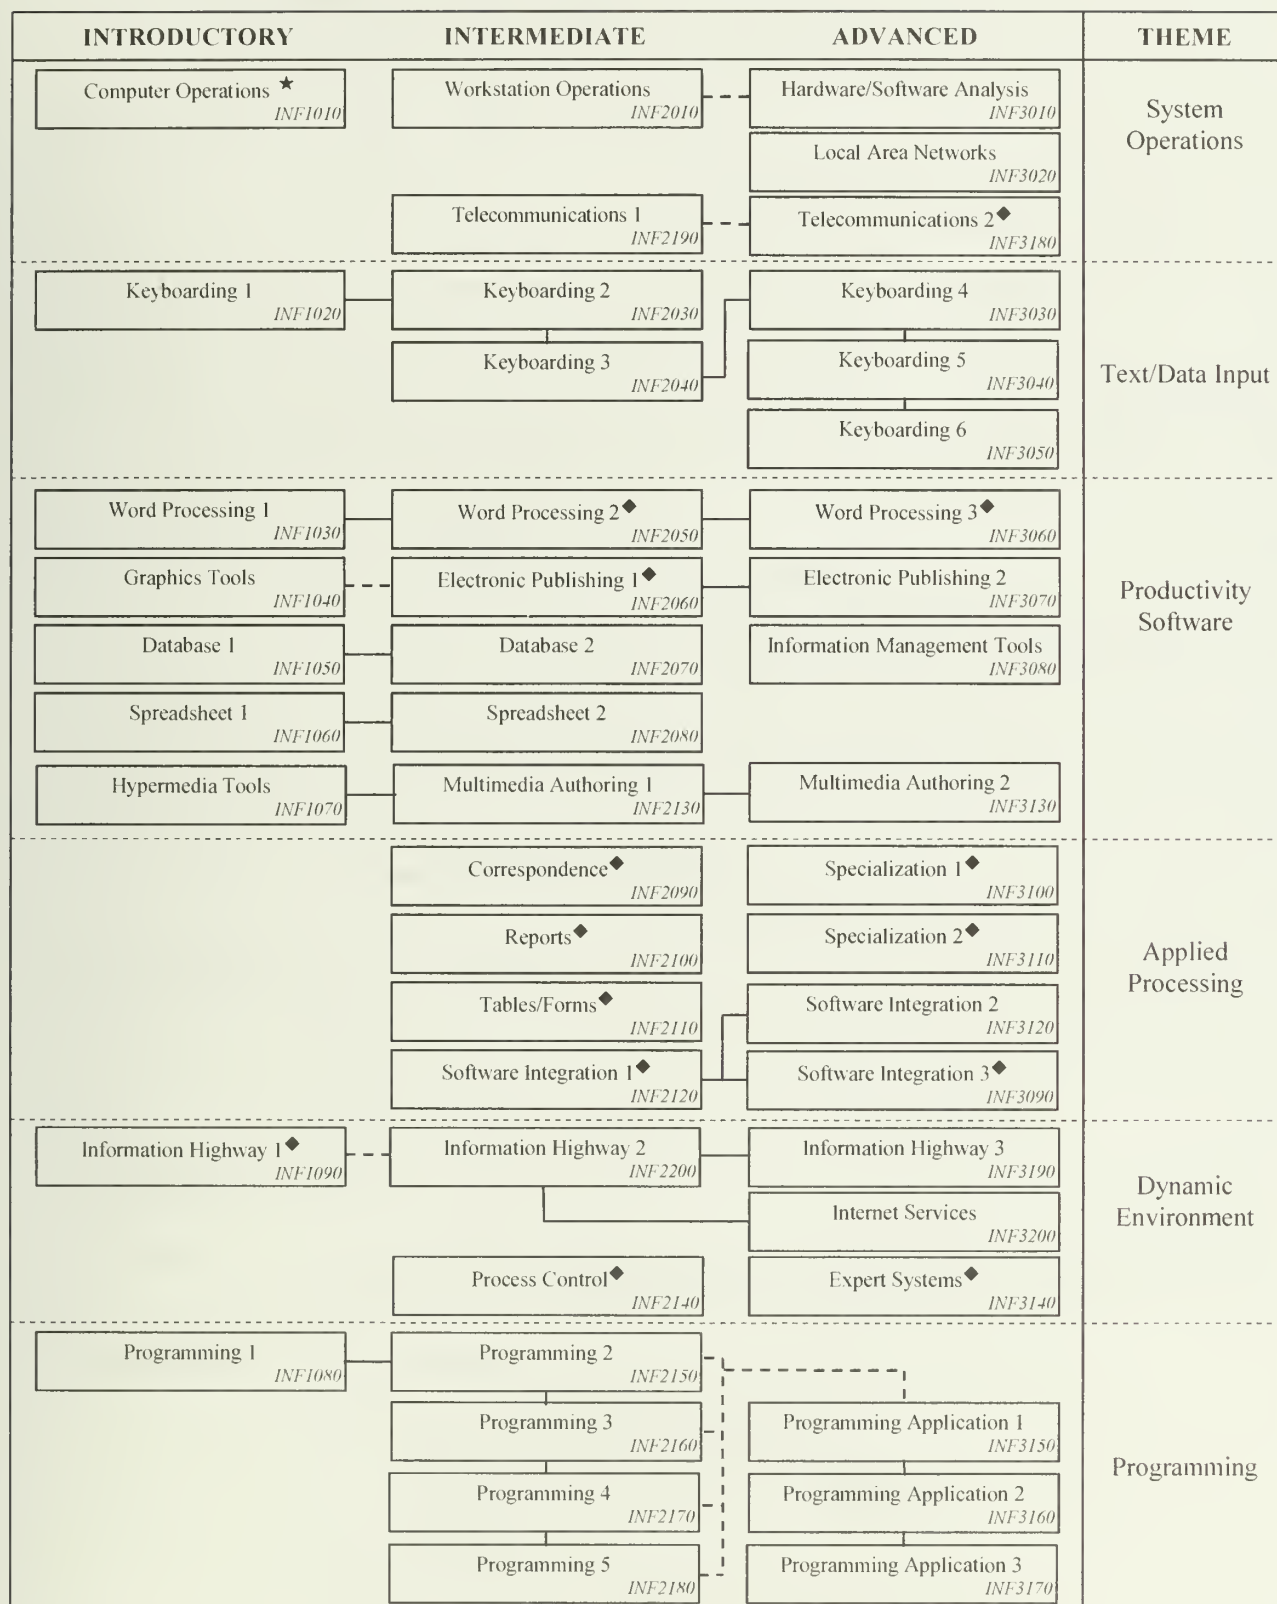 INTRODUCTORY INTERMEDIATE ADVANCED THEME
Computer Operations ★
INF1010
Workstation Operations
INF2010
Hardware/Software Analysis
INF3010
Local Area Networks
INF3020
Telecommunications 1
INF2190
Telecommunications 2◆
INF3180
System
Operations
Keyboarding 1
INF1020
Keyboarding 2
INF2030
Keyboarding 3
INF2040
Keyboarding 4
INF3030
Keyboarding 5
INF3040
Keyboarding 6
INF3050
Text/Data Input
Word Processing 1
INF1030
Word Processing 2◆
INF2050
Word Processing 3◆
INF3060
Graphics Tools
INF1040
Electronic Publishing 1◆
INF2060
Electronic Publishing 2
INF3070
Database 1
INF1050
Database 2
INF2070
Information Management Tools
INF3080
Spreadsheet 1
INF1060
Spreadsheet 2
INF2080
Hypermedia Tools
INF1070
Multimedia Authoring 1
INF2130
Multimedia Authoring 2
INF3130
Productivity
Software
Correspondence◆
INF2090
Specialization 1◆
INF3100
Reports◆
INF2100
Specialization 2◆
INF3110
Tables/Forms◆
INF2110
Software Integration 2
INF3120
Software Integration 1◆
INF2120
Software Integration 3◆
INF3090
Applied
Processing
Information Highway 1◆
INF1090
Information Highway 2
INF2200
Information Highway 3
INF3190
Internet Services
INF3200
Process Control◆
INF2140
Expert Systems◆
INF3140
Dynamic
Environment
Programming 1
INF1080
Programming 2
INF2150
Programming 3
INF2160
Programming Application 1
INF3150
Programming 4
INF2170
Programming Application 2
INF3160
Programming 5
INF2180
Programming Application 3
INF3170
Programming